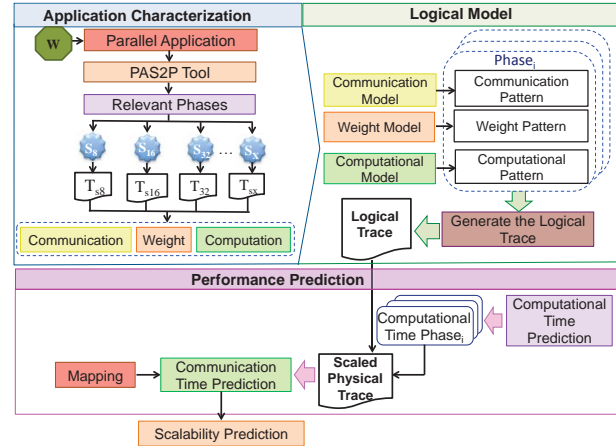 Application Characterization
W
Parallel Application
PAS2P Tool
Relevant Phases
S8
S16
S32
...
Sx
Ts8
Ts16
T32
Tsx
Communication
Weight
Computation
Logical Model
Phasei
Communication
Model
Communication
Pattern
Weight Model
Weight Pattern
Computational
Model
Computational
Pattern
Logical
Trace
Generate the Logical
Trace
Performance Prediction
Computational
Time Phasei
Computational
Time
Prediction
Mapping
Communication
Time Prediction
Scaled
Physical
Trace
Scalability Prediction